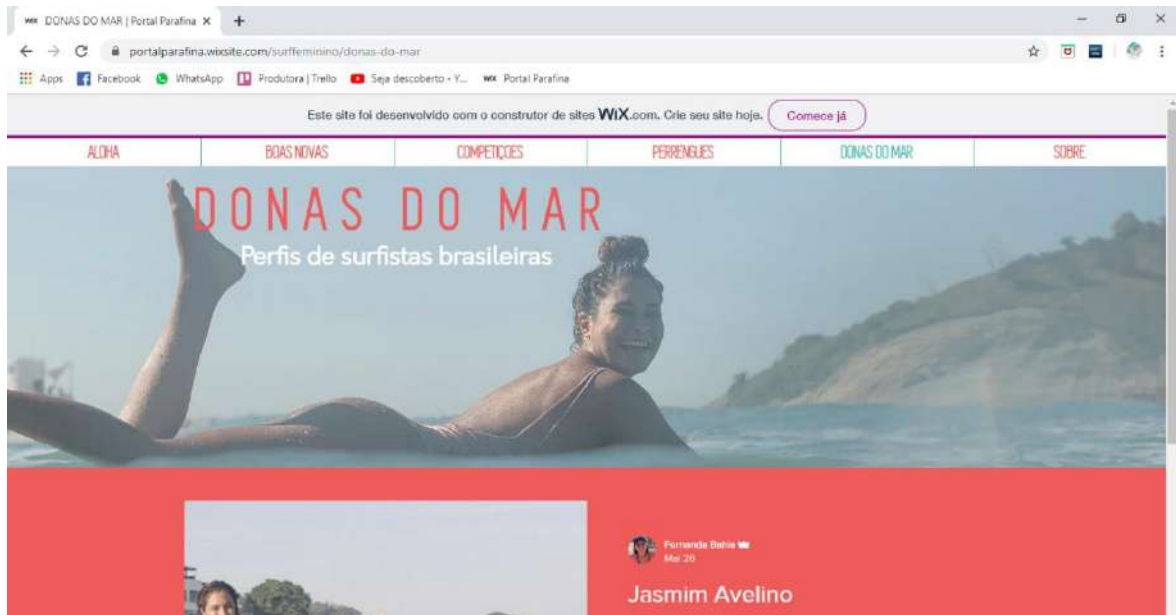 WiX DONAS DO MAR | Portal Parafina
portalparafina.wixsite.com/surffeminino/donas-do-mar
Apps Facebook WhatsApp Produtora | Trello Seja descoberto - Y... WiX Portal Parafina
Este site foi desenvolvido com o construtor de sites WiX.com. Crie seu site hoje. Comece já
ALOHA BOAS NOVAS COMPETIÇÕES PERRENGUES DONAS DO MAR SOBRE
DONAS DO MAR
Perfis de surfistas brasileiras
Fernanda Bahia
Mai 26
Jasmim Avelino